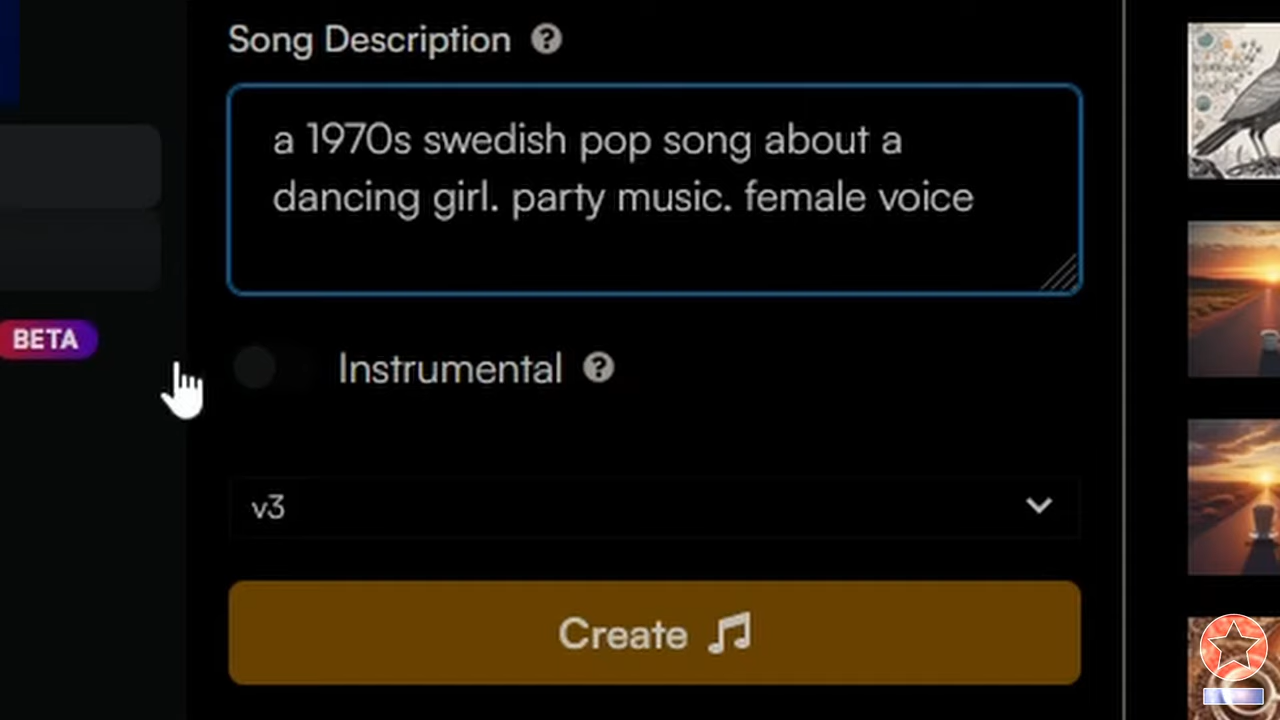 Song Description ?
a 1970s swedish pop song about a
dancing girl. party music. female voice
BETA
Instrumental ?
v3
Create